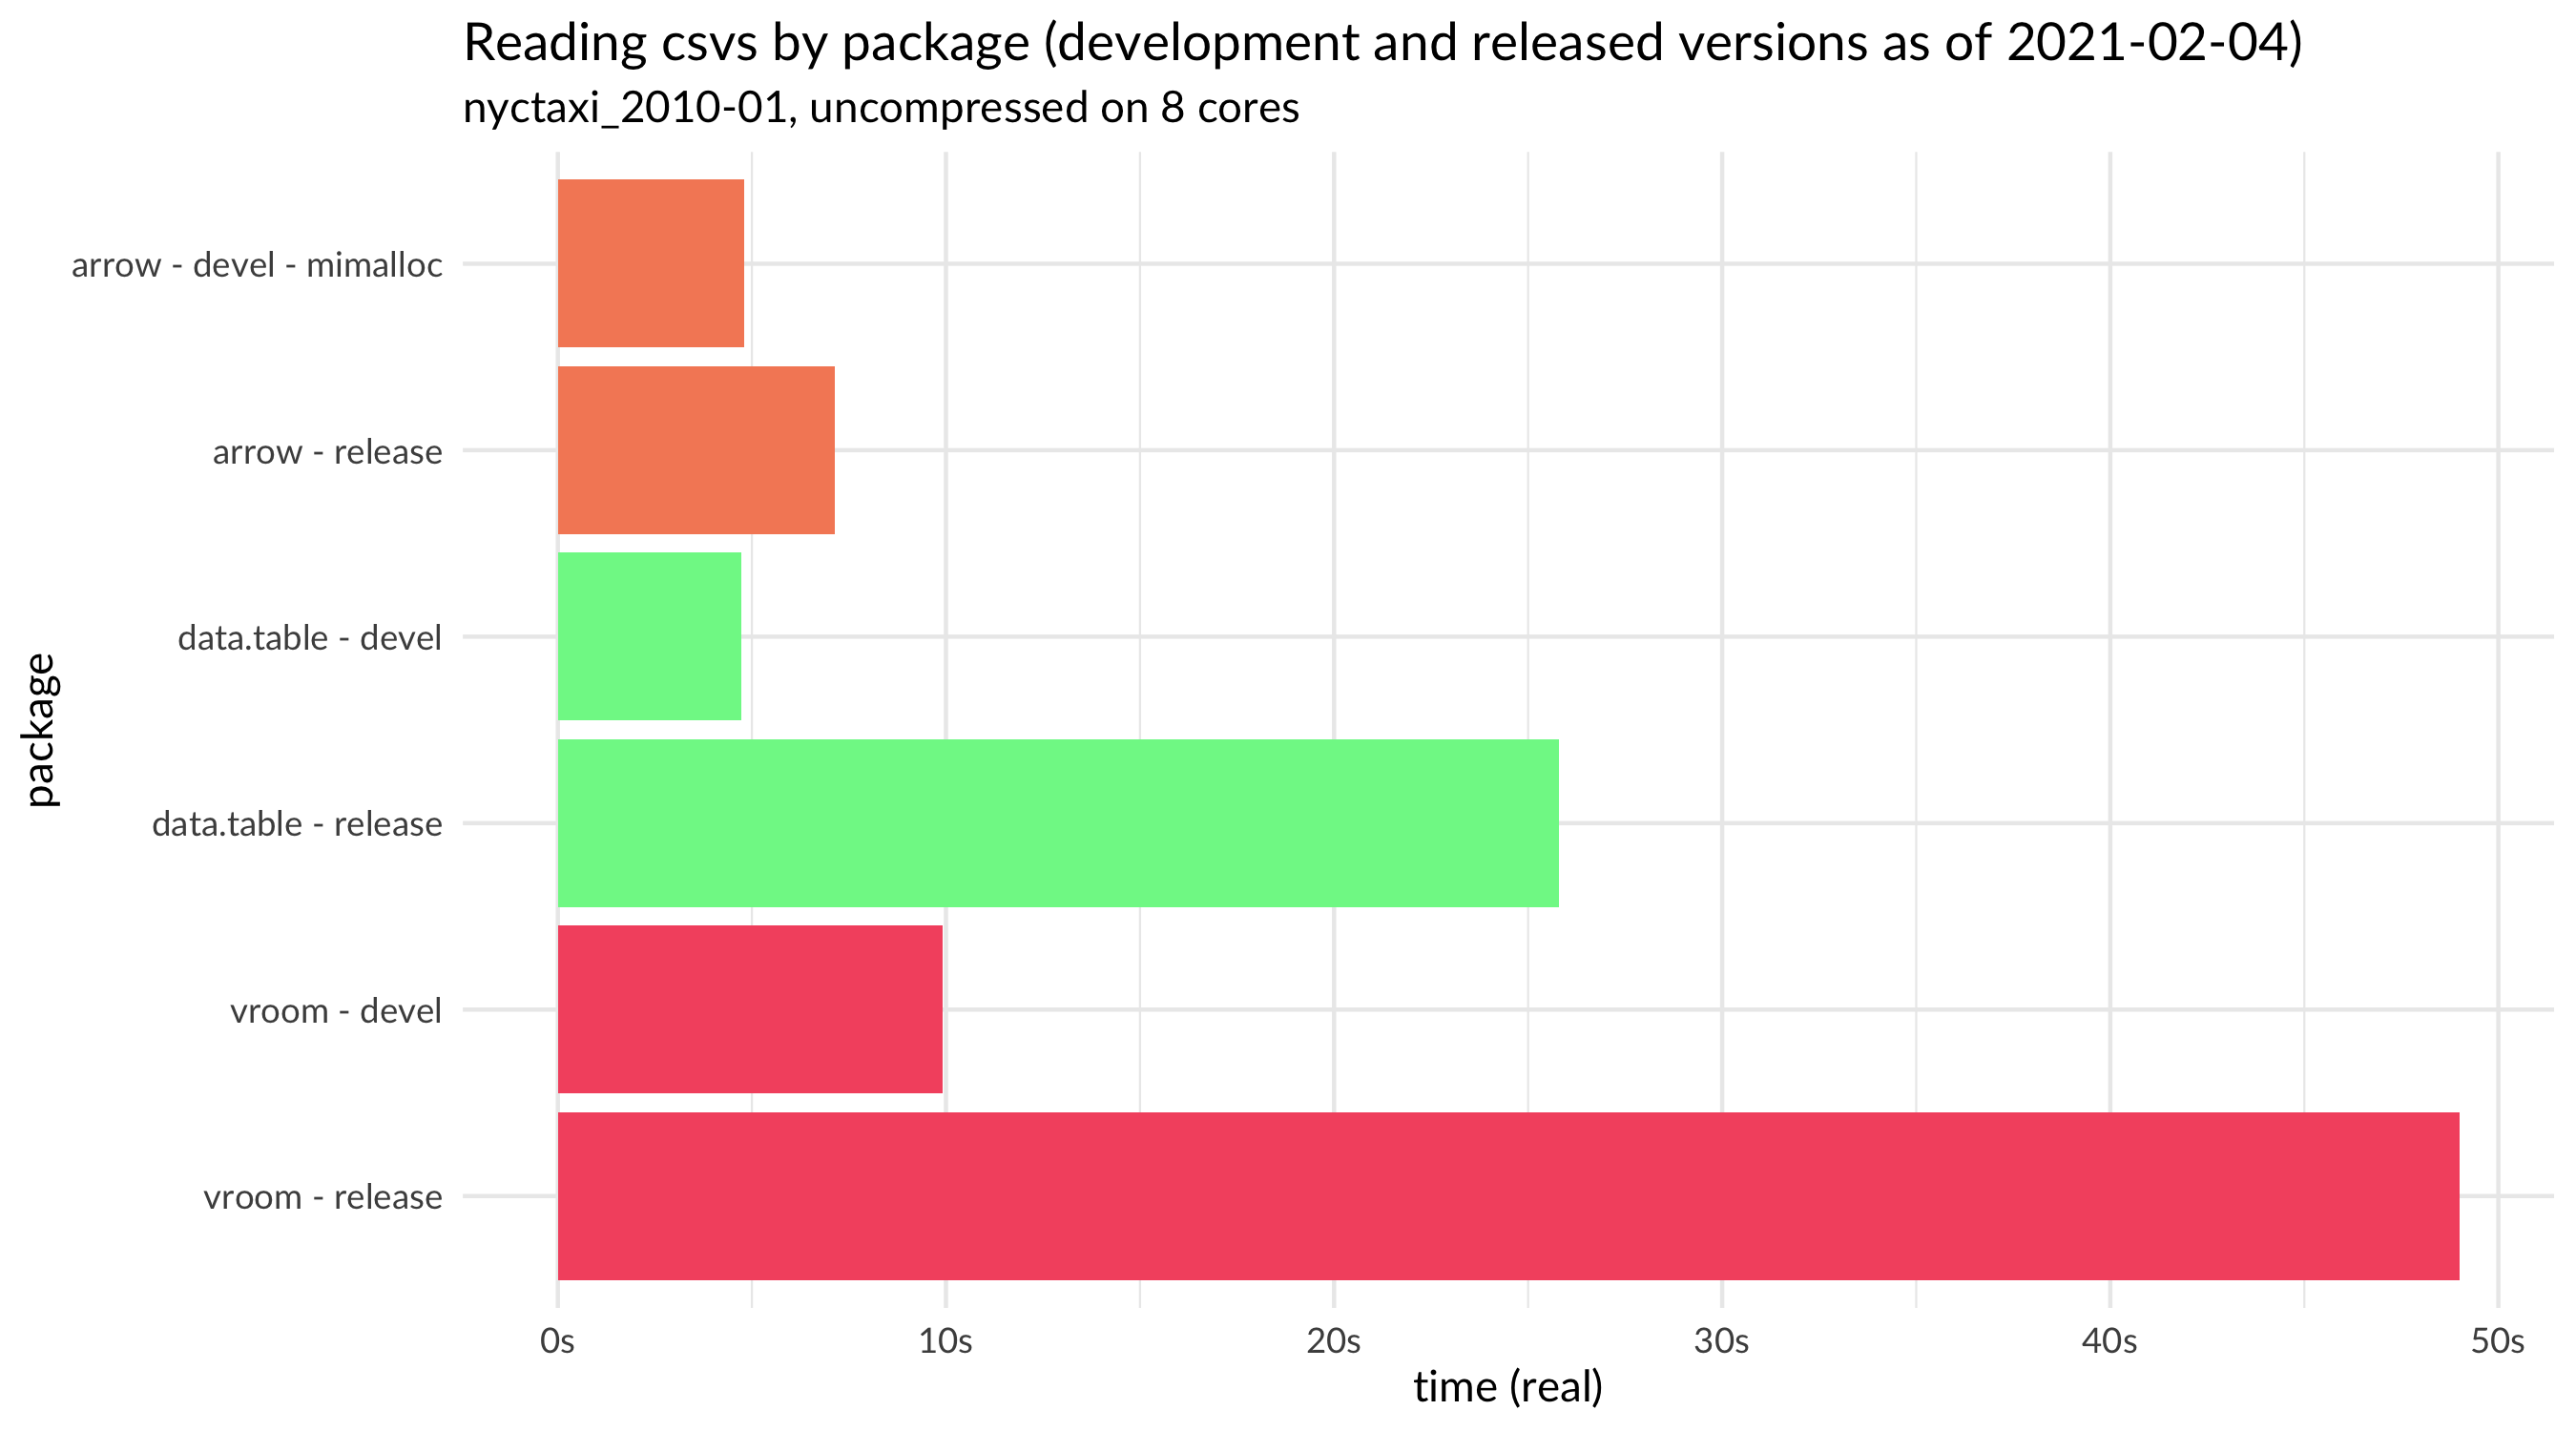 Reading csvs by package (development and released versions as of 2021-02-04)
nyctaxi_2010-01, uncompressed on 8 cores
package
arrow - devel - mimalloc
arrow - release
data.table - devel
data.table - release
vroom - devel
vroom - release
0s 10s 20s 30s 40s 50s
time (real)